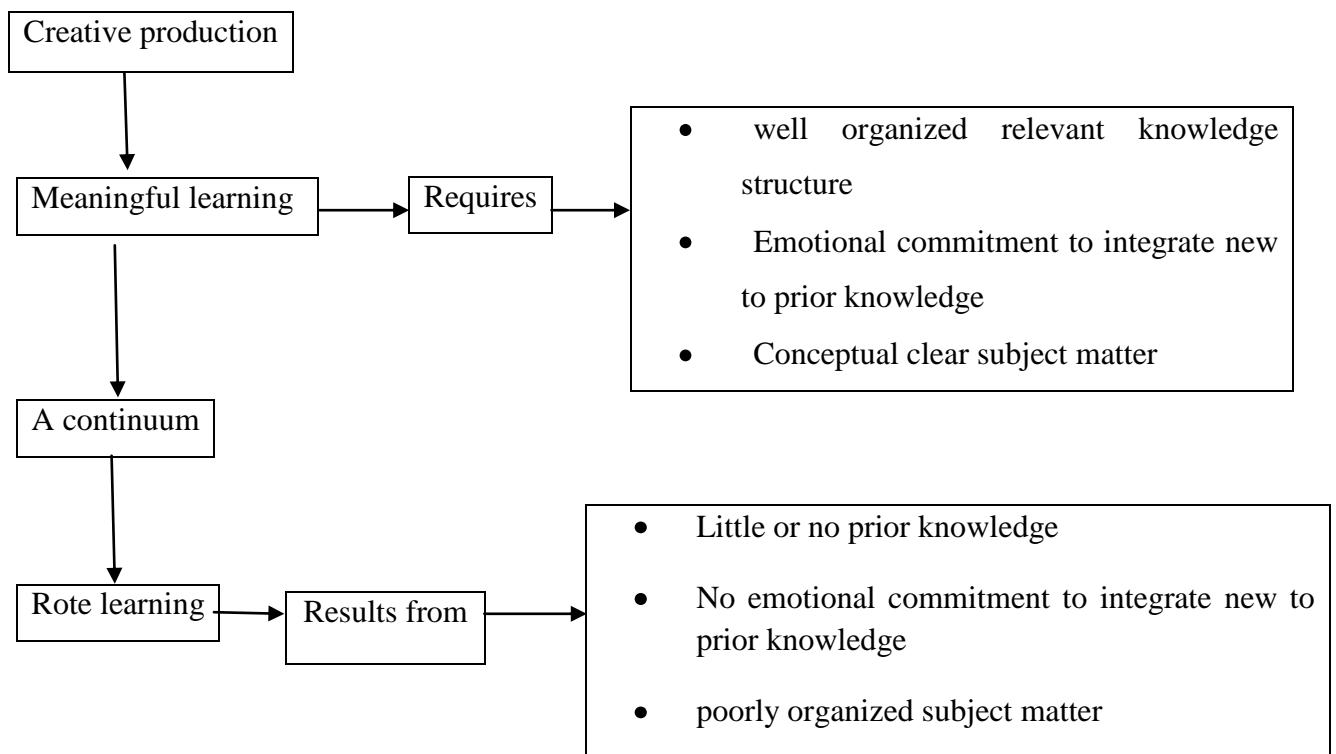 Creative production
Meaningful learning
Requires
• well organized relevant knowledge
structure
• Emotional commitment to integrate new
to prior knowledge
• Conceptual clear subject matter
A continuum
Rote learning
Results from
• Little or no prior knowledge
• No emotional commitment to integrate new to
prior knowledge
• poorly organized subject matter